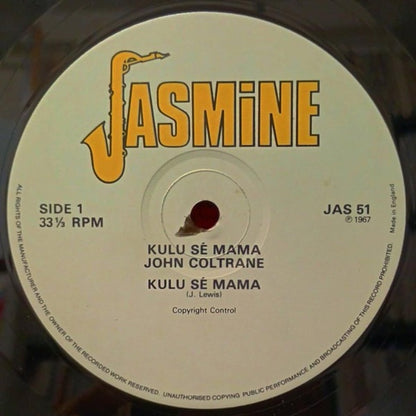 JASMiNE
SIDE 1
33⅓ RPM
JAS 51
℗ 1967
Made in England
KULU SÉ MAMA
JOHN COLTRANE
KULU SÉ MAMA
(J. Lewis)
Copyright Control
ALL RIGHTS OF THE MANUFACTURER AND THE OWNER OF THE RECORDED WORK RESERVED. UNAUTHORISED COPYING, PUBLIC PERFORMANCE AND BROADCASTING OF THIS RECORD PROHIBITED.